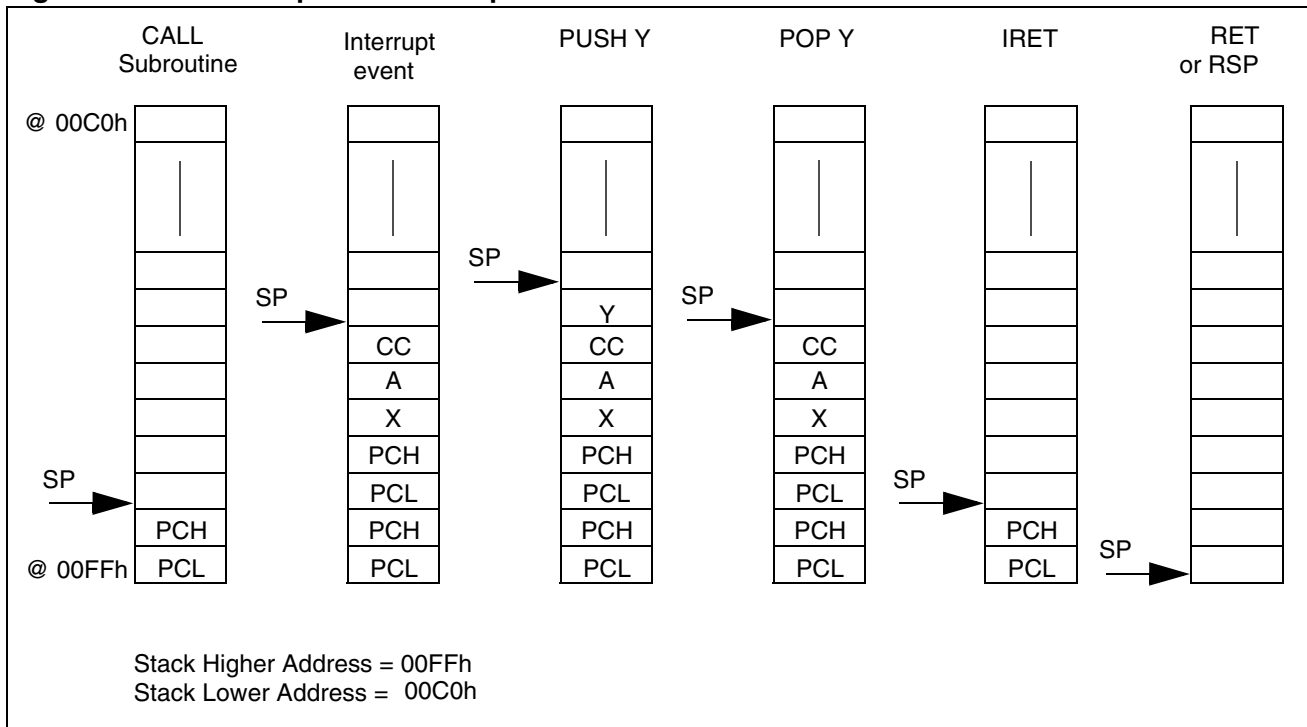 CALL
Subroutine
Interrupt
event
PUSH Y
POP Y
IRET
RET
or RSP
@ 00C0h
SP
SP
SP
SP
SP
SP
@ 00FFh
PCH
PCL
CC
A
X
PCH
PCL
PCH
PCL
Y
CC
A
X
PCH
PCL
PCH
PCL
CC
A
X
PCH
PCL
PCH
PCL
PCH
PCL
Stack Higher Address = 00FFh
Stack Lower Address = 00C0h